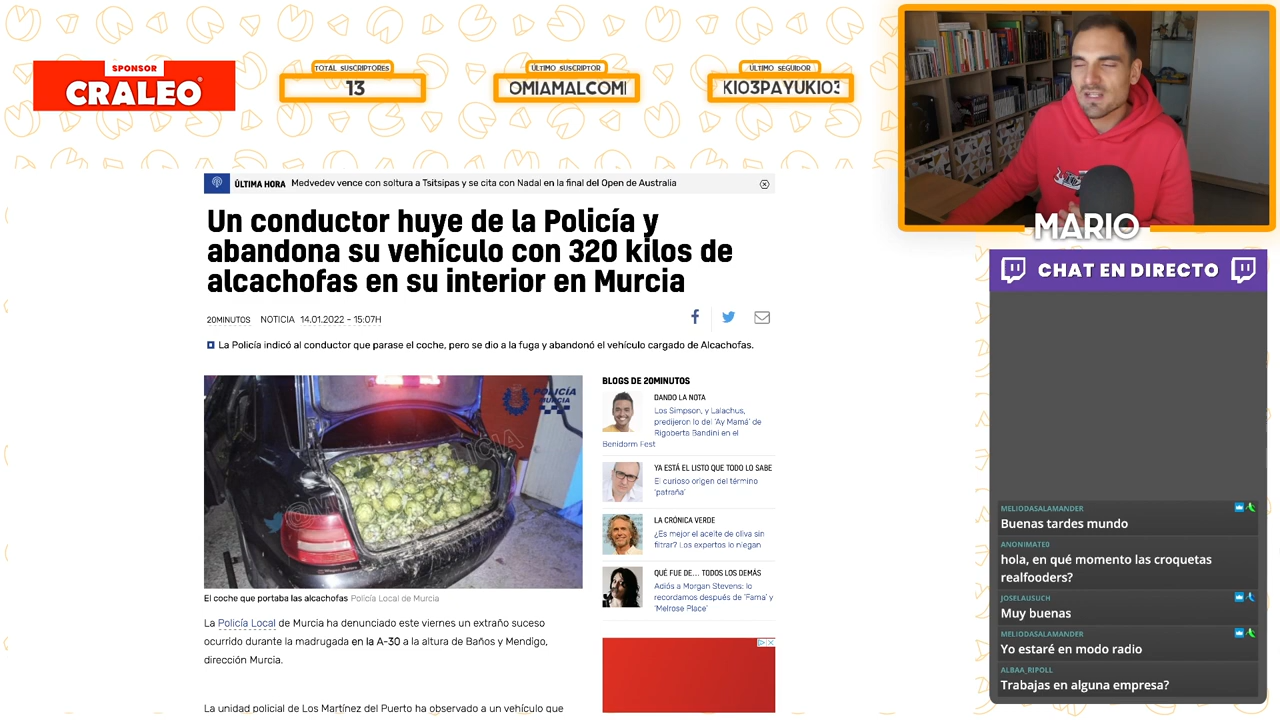 SPONSOR
CRALEO®
TOTAL SUSCRIPTORES
13
ÚLTIMO SUSCRIPTOR
OMIAMALCOMI
ÚLTIMO SEGUIDOR
KIO3PAYUKIO3
MARIO
ÚLTIMA HORA Medvedev vence con soltura a Tsitsipas y se cita con Nadal en la final del Open de Australia
Un conductor huye de la Policía y
abandona su vehículo con 320 kilos de
alcachofas en su interior en Murcia
20MINUTOS NOTICIA 14.01.2022 - 15:07H
La Policía indicó al conductor que parase el coche, pero se dio a la fuga y abandonó el vehículo cargado de Alcachofas.
POLICÍA
MURCIA
El coche que portaba las alcachofas Policía Local de Murcia
La Policía Local de Murcia ha denunciado este viernes un extraño suceso
ocurrido durante la madrugada en la A-30 a la altura de Baños y Mendigo,
dirección Murcia.
La unidad policial de Los Martínez del Puerto ha observado a un vehículo que
BLOGS DE 20MINUTOS
DANDO LA NOTA
Los Simpson, y Lalachus,
predijeron lo del 'Ay Mamá' de
Rigoberta Bandini en el
Benidorm Fest
YA ESTÁ EL LISTO QUE TODO LO SABE
El curioso origen del término
'patraña'
LA CRÓNICA VERDE
¿Es mejor el aceite de oliva sin
filtrar? Los expertos lo niegan
QUÉ FUE DE... TODOS LOS DEMÁS
Adiós a Morgan Stevens: lo
recordamos después de 'Fama' y
'Melrose Place'
CHAT EN DIRECTO
MELIODASALAMANDER
Buenas tardes mundo
ANONIMATE0
hola, en qué momento las croquetas
realfooders?
JOSELAUSUCH
Muy buenas
MELIODASALAMANDER
Yo estaré en modo radio
ALBAA_RIPOLL
Trabajas en alguna empresa?